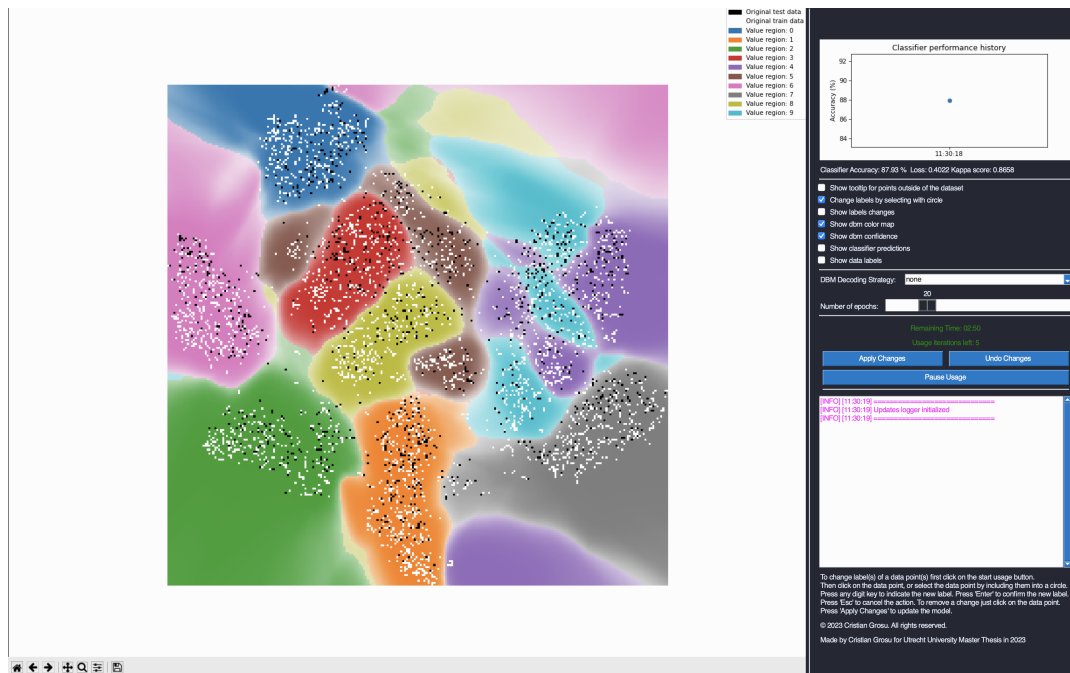 Original test data
Original train data
Value region: 0
Value region: 1
Value region: 2
Value region: 3
Value region: 4
Value region: 5
Value region: 6
Value region: 7
Value region: 8
Value region: 9
Classifier performance history
Accuracy (%)
92
90
88
86
84
11:30:18
Classifier Accuracy: 87.93 % Loss: 0.4022 Kappa score: 0.8658
Show tooltip for points outside of the dataset
Change labels by selecting with circle
Show labels changes
Show dbm color map
Show dbm confidence
Show classifier predictions
Show data labels
DBM Decoding Strategy: none
20
Number of epochs:
Remaining Time: 02:50
Usage iterations left: 5
Apply Changes Undo Changes
Pause Usage
[INFO] [11:30:19] ==============================
[INFO] [11:30:19] Updates logger initialized
[INFO] [11:30:19] ==============================
To change label(s) of a data point(s) first click on the start usage button.
Then click on the data point, or select the data point by including them into a circle.
Press any digit key to indicate the new label. Press 'Enter' to confirm the new label.
Press 'Esc' to cancel the action. To remove a change just click on the data point.
Press 'Apply Changes' to update the model.
© 2023 Cristian Grosu. All rights reserved.
Made by Cristian Grosu for Utrecht University Master Thesis in 2023